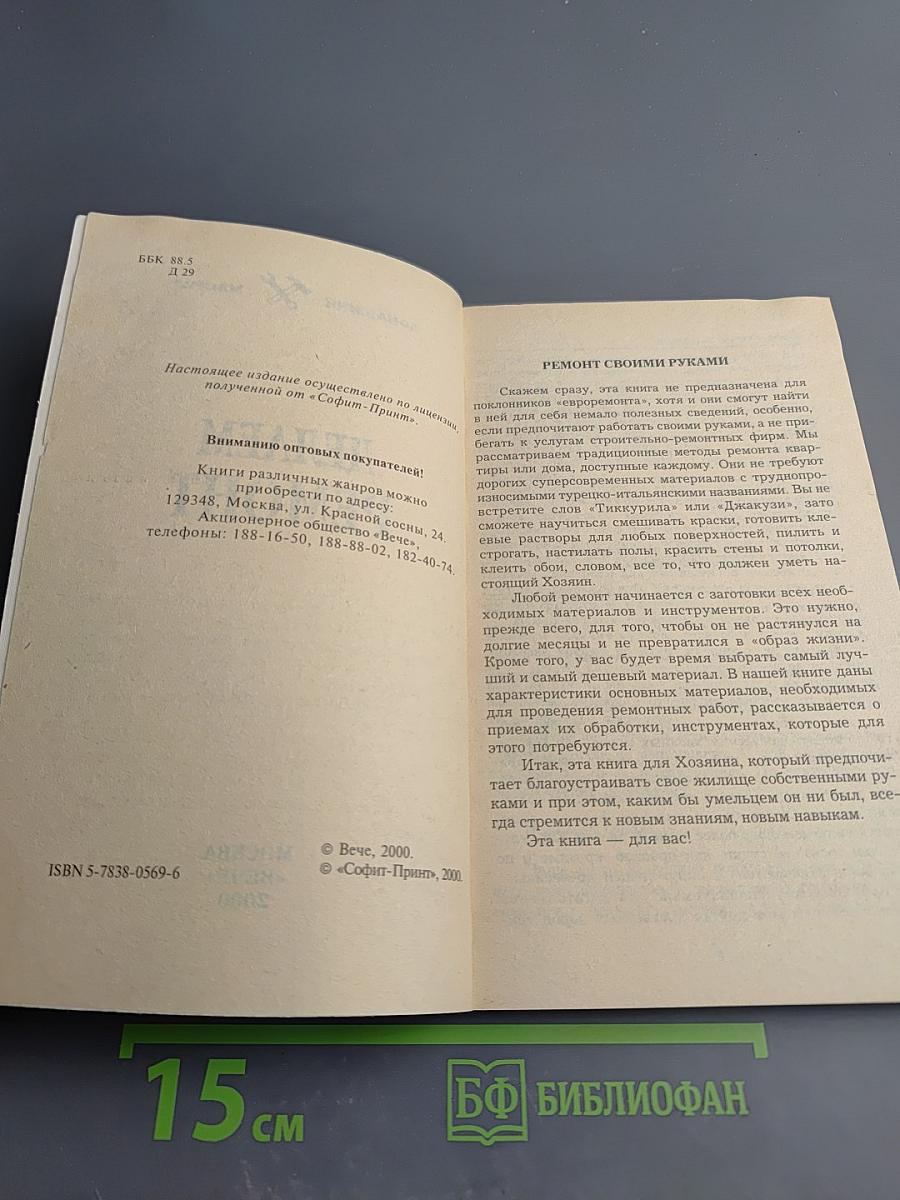 ББК 88.5
Д 29
Настоящее издание осуществлено по лицензии,
полученной от «Софит-Принт».
Вниманию оптовых покупателей!
Книги различных жанров можно
приобрести по адресу:
129348, Москва, ул. Красной сосны, 24.
Акционерное общество «Вече»,
телефоны: 188-16-50, 188-88-02, 182-40-74.
ISBN 5-7838-0569-6
© Вече, 2000.
© «Софит-Принт», 2000.
РЕМОНТ СВОИМИ РУКАМИ
Скажем сразу, эта книга не предназначена для
поклонников «евроремонта», хотя и они смогут найти
в ней для себя немало полезных сведений, особенно,
если предпочитают работать своими руками, а не при-
бегать к услугам строительно-ремонтных фирм. Мы
рассматриваем традиционные методы ремонта квар-
тиры или дома, доступные каждому. Они не требуют
дорогих суперсовременных материалов с труднопро-
износимыми турецко-итальянскими названиями. Вы не
встретите слов «Тиккурила» или «Джакузи», зато
сможете научиться смешивать краски, готовить кле-
евые растворы для любых поверхностей, пилить и
строгать, настилать полы, красить стены и потолки,
клеить обои, словом, все то, что должен уметь на-
стоящий Хозяин.
Любой ремонт начинается с заготовки всех необ-
ходимых материалов и инструментов. Это нужно,
прежде всего, для того, чтобы он не растянулся на
долгие месяцы и не превратился в «образ жизни».
Кроме того, у вас будет время выбрать самый луч-
ший и самый дешевый материал. В нашей книге даны
характеристики основных материалов, необходимых
для проведения ремонтных работ, рассказывается о
приемах их обработки, инструментах, которые для
этого потребуются.
Итак, эта книга для Хозяина, который предпочи-
тает благоустраивать свое жилище собственными ру-
ками и при этом, каким бы умельцем он ни был, все-
гда стремится к новым знаниям, новым навыкам.
Эта книга — для вас!
15 см
БФ БИБЛИОФАН